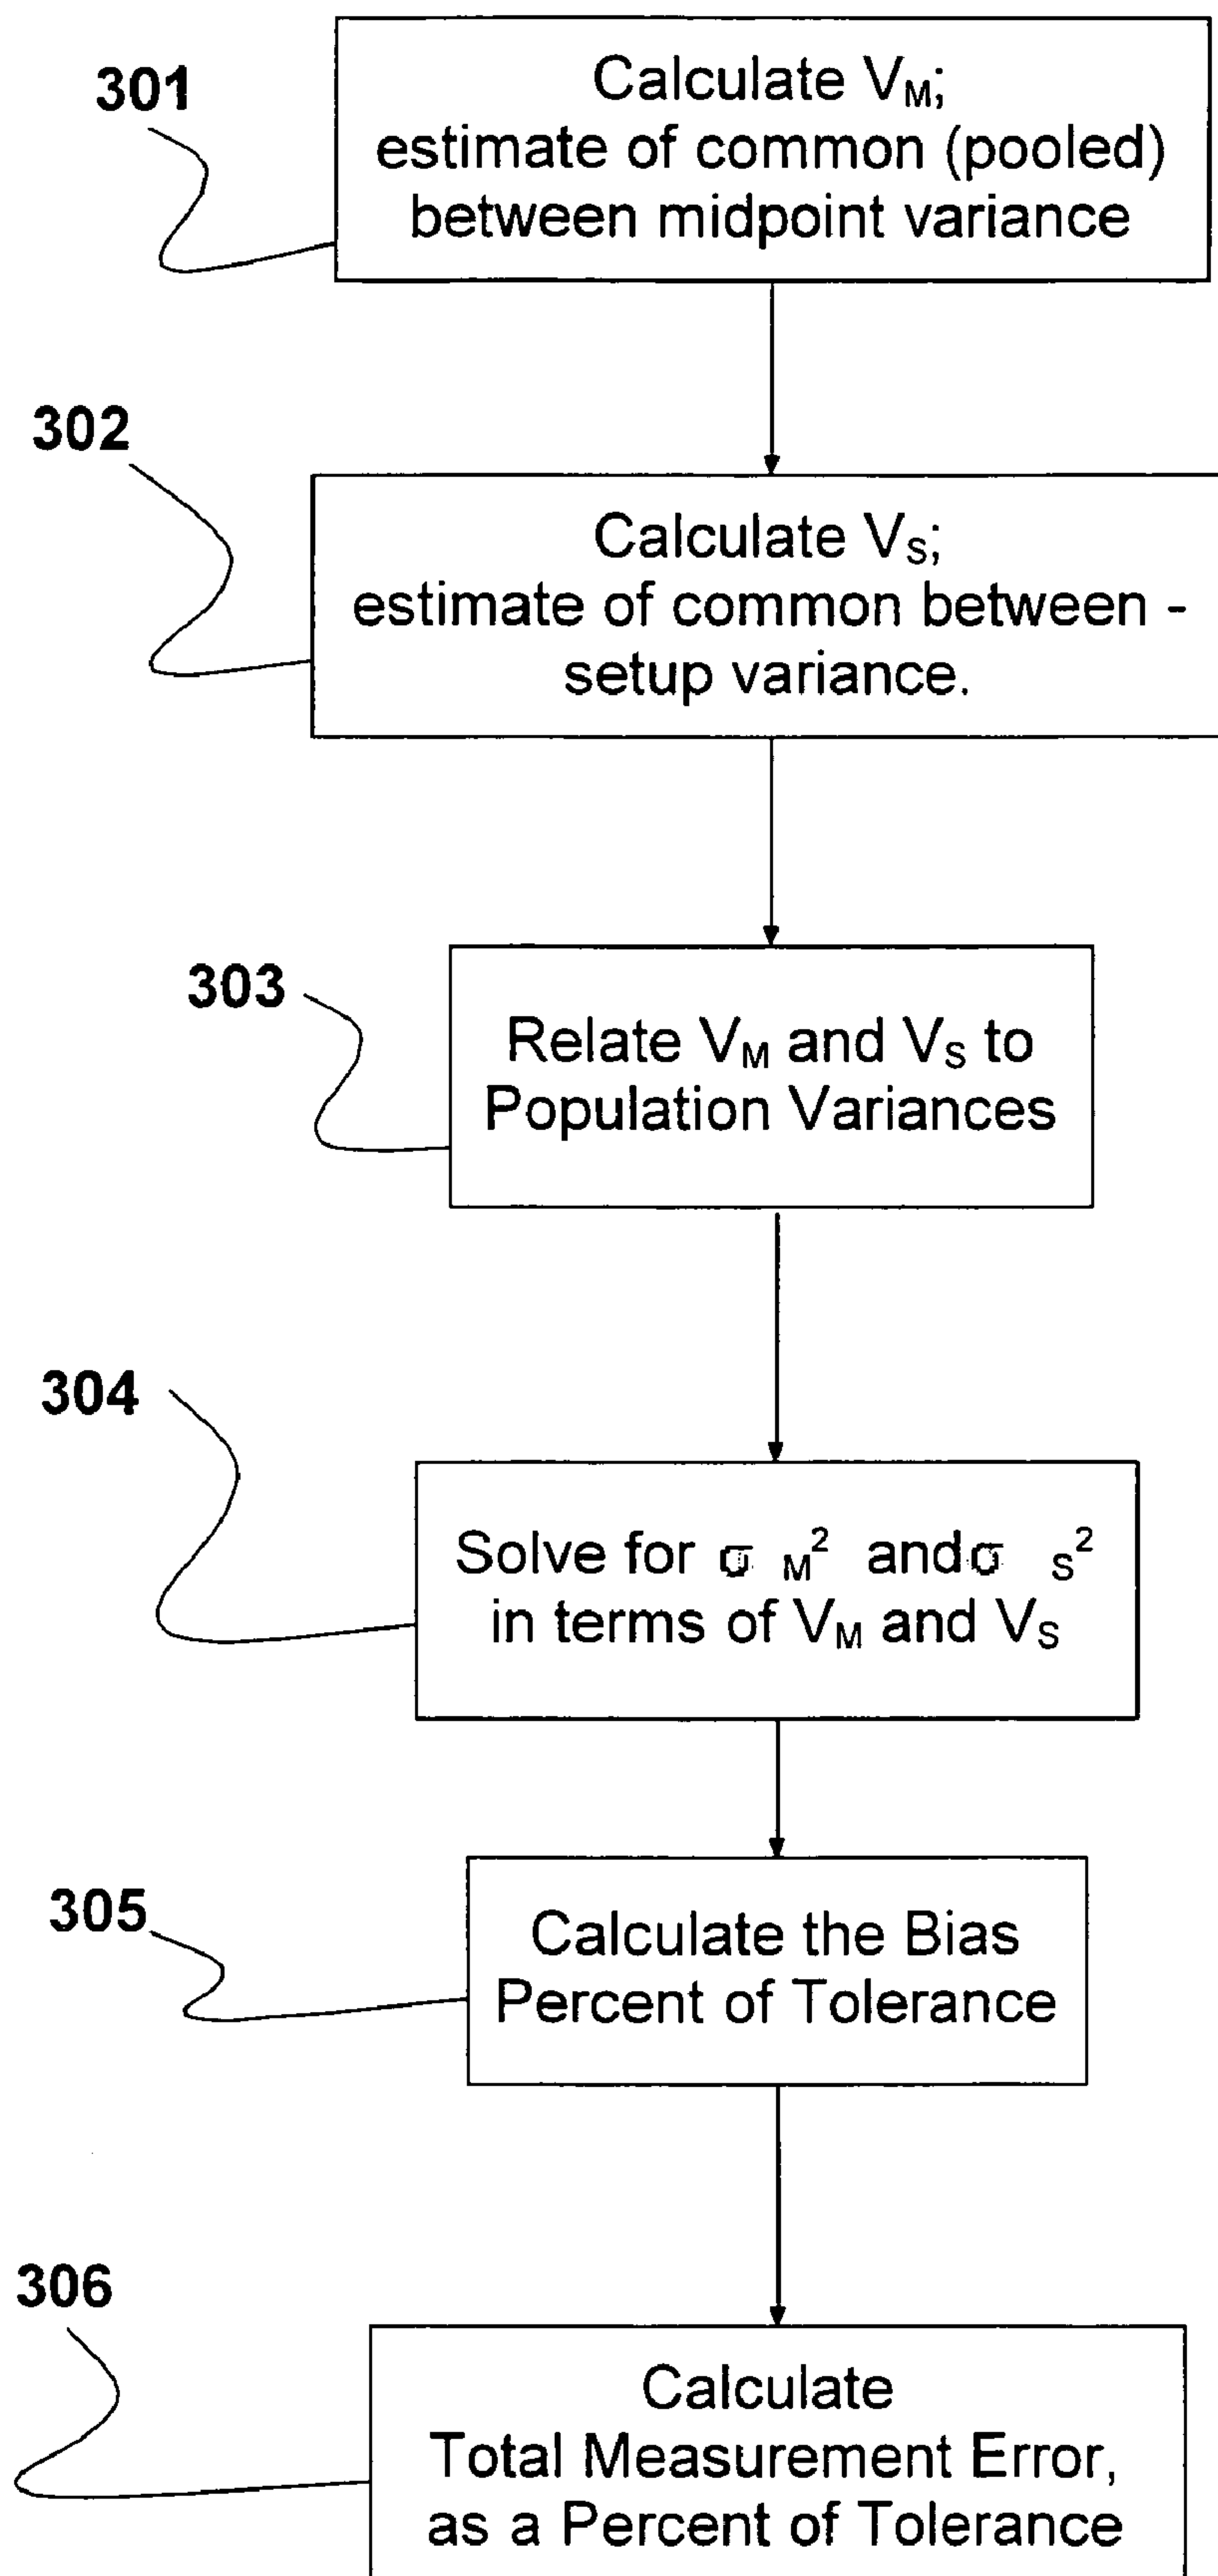 301
Calculate V_M;
estimate of common (pooled)
between midpoint variance
302
Calculate V_S;
estimate of common between -
setup variance.
303
Relate V_M and V_S to
Population Variances
304
Solve for σ _M² and σ _S²
in terms of V_M and V_S
305
Calculate the Bias
Percent of Tolerance
306
Calculate
Total Measurement Error,
as a Percent of Tolerance